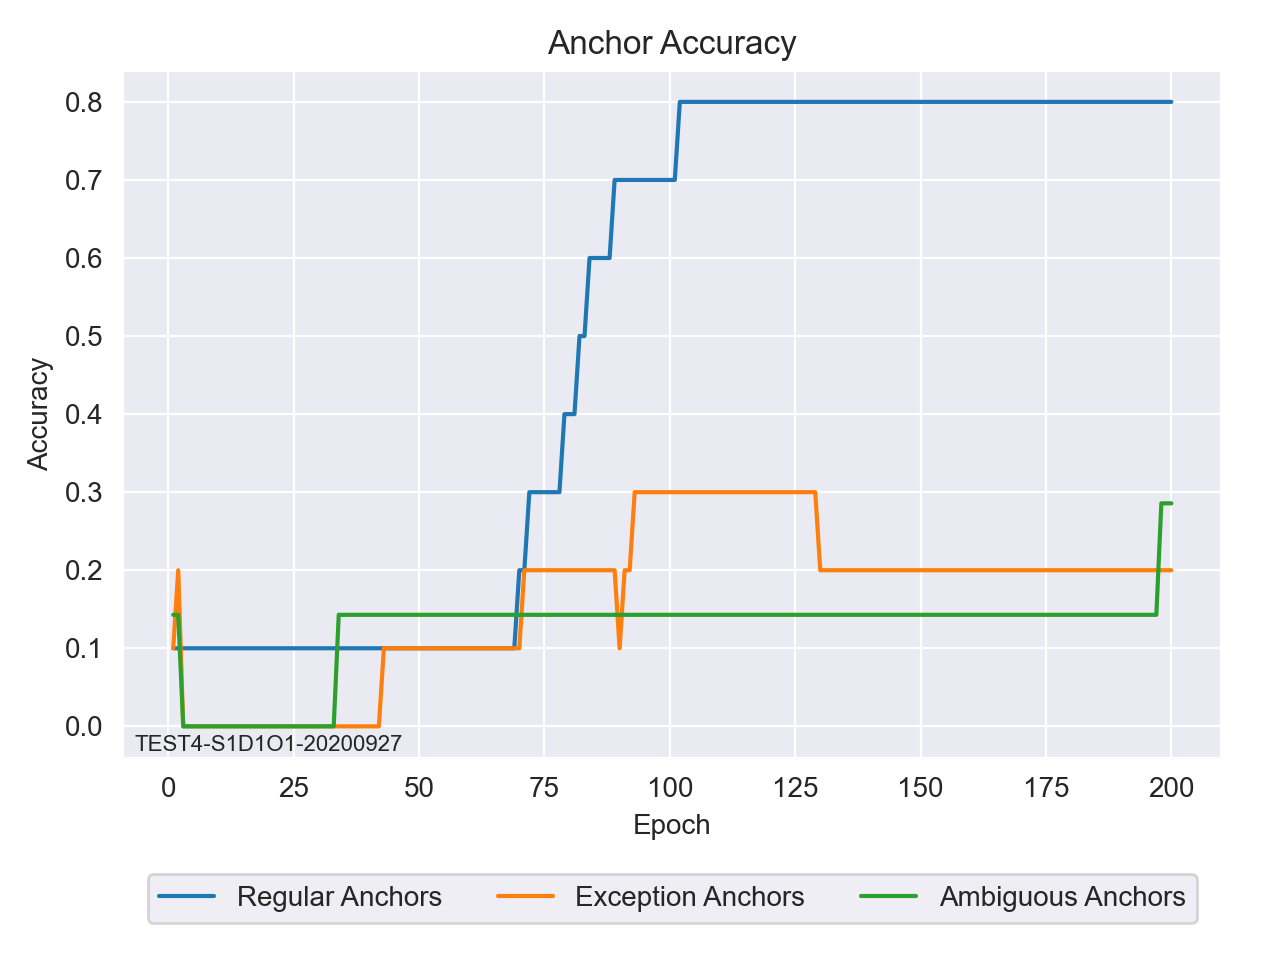 Anchor Accuracy
0.8
0.7
0.6
0.5
0.4
0.3
0.2
0.1
0.0
Accuracy
TEST4-S1D1O1-20200927
0 25 50 75 100 125 150 175 200
Epoch
Regular Anchors Exception Anchors Ambiguous Anchors